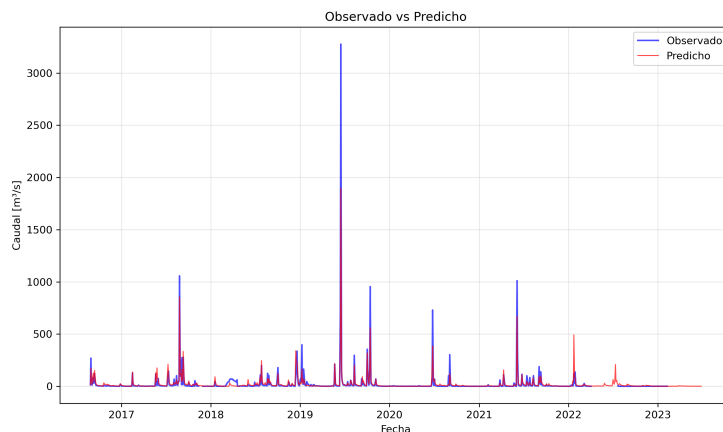 Observado vs Predicho
Observado
Predicho
Caudal [m³/s]
3000
2500
2000
1500
1000
500
0
2017
2018
2019
2020
2021
2022
2023
Fecha